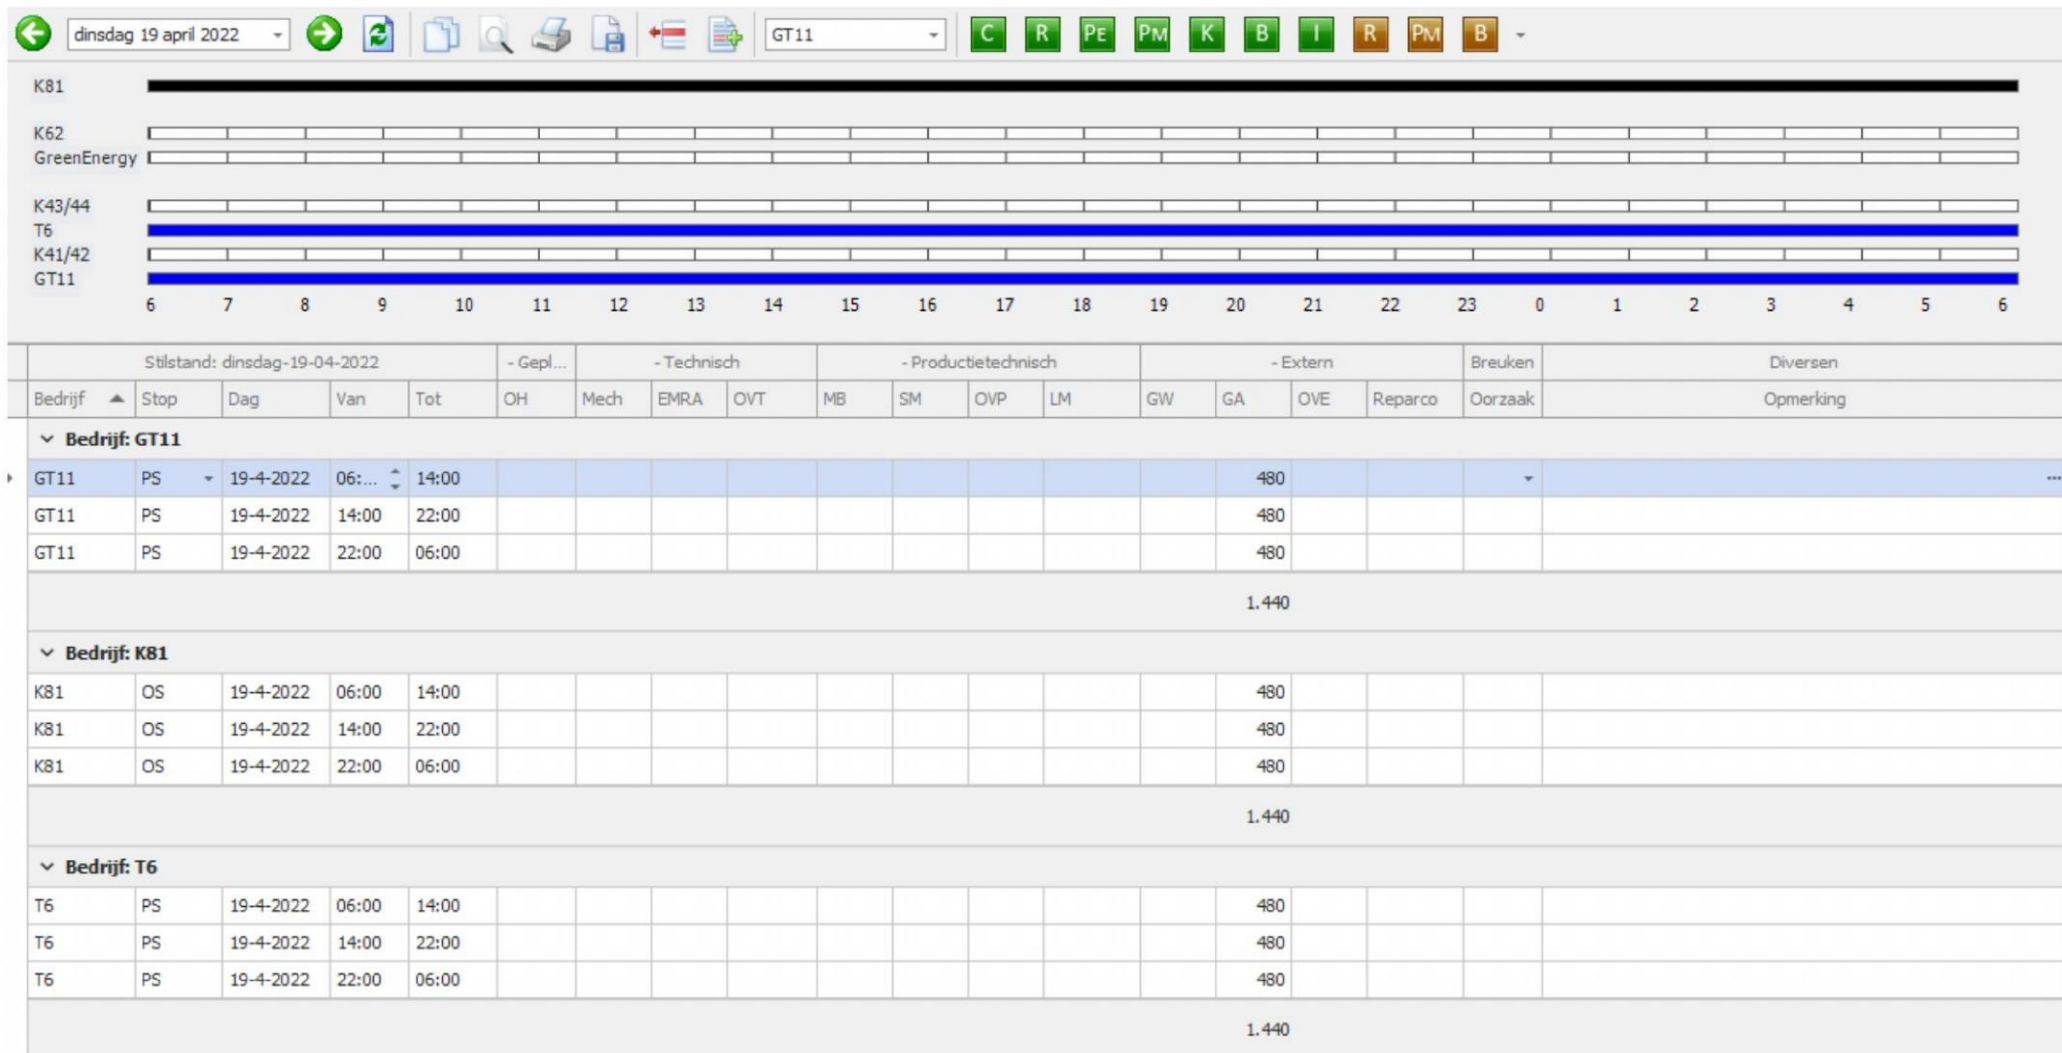 dinsdag 19 april 2022 GT11 C R PE PM K B I R PM B
K81
K62
GreenEnergy
K43/44
T6
K41/42
GT11
6 7 8 9 10 11 12 13 14 15 16 17 18 19 20 21 22 23 0 1 2 3 4 5 6
Stilstand: dinsdag-19-04-2022 - Gepl... - Technisch - Productietechnisch - Extern Breuken Diversen
Bedrijf Stop Dag Van Tot OH Mech EMRA OVT MB SM OVP LM GW GA OVE Reparco Oorzaak Opmerking
Bedrijf: GT11
GT11 PS 19-4-2022 06:... 14:00 480 ...
GT11 PS 19-4-2022 14:00 22:00 480
GT11 PS 19-4-2022 22:00 06:00 480
1.440
Bedrijf: K81
K81 OS 19-4-2022 06:00 14:00 480
K81 OS 19-4-2022 14:00 22:00 480
K81 OS 19-4-2022 22:00 06:00 480
1.440
Bedrijf: T6
T6 PS 19-4-2022 06:00 14:00 480
T6 PS 19-4-2022 14:00 22:00 480
T6 PS 19-4-2022 22:00 06:00 480
1.440